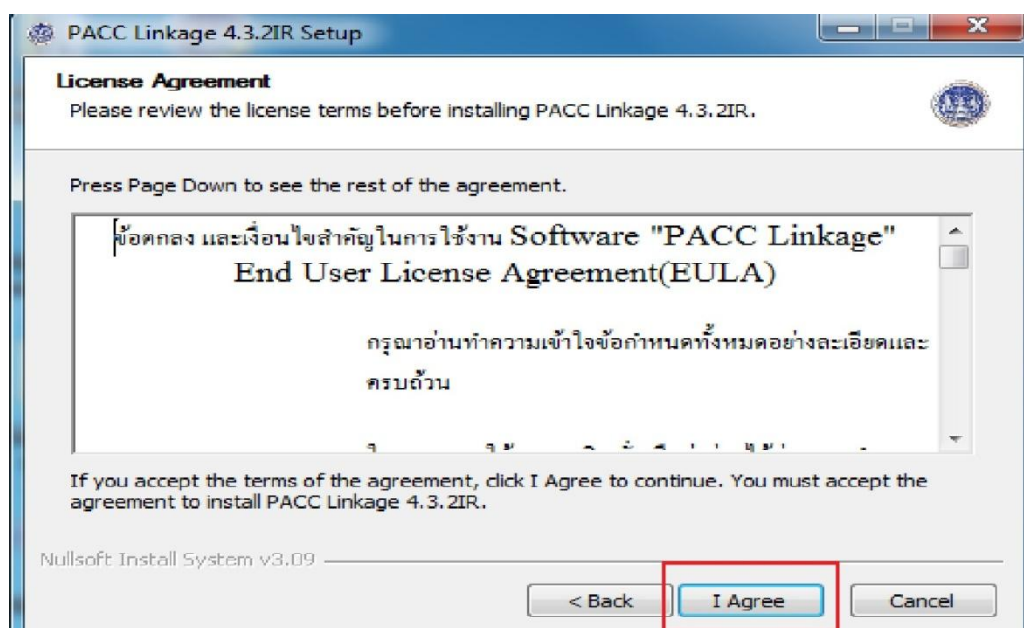 PACC Linkage 4.3.2IR Setup
License Agreement
Please review the license terms before installing PACC Linkage 4.3.2IR.
Press Page Down to see the rest of the agreement.
ข้อตกลง และเงื่อนไขสำคัญในการใช้งาน Software "PACC Linkage"
End User License Agreement(EULA)
กรุณาอ่านทำความเข้าใจข้อกำหนดทั้งหมดอย่างละเอียดและ
ครบถ้วน
If you accept the terms of the agreement, click I Agree to continue. You must accept the
agreement to install PACC Linkage 4.3.2IR.
Nullsoft Install System v3.09
< Back I Agree Cancel